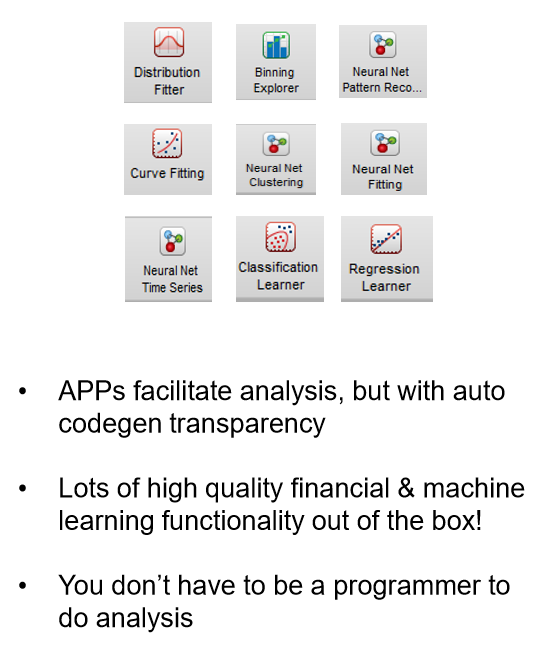 Distribution
Fitter
Binning
Explorer
Neural Net
Pattern Reco...
Curve Fitting
Neural Net
Clustering
Neural Net
Fitting
Neural Net
Time Series
Classification
Learner
Regression
Learner
• APPs facilitate analysis, but with auto
codegen transparency
• Lots of high quality financial & machine
learning functionality out of the box!
• You don’t have to be a programmer to
do analysis